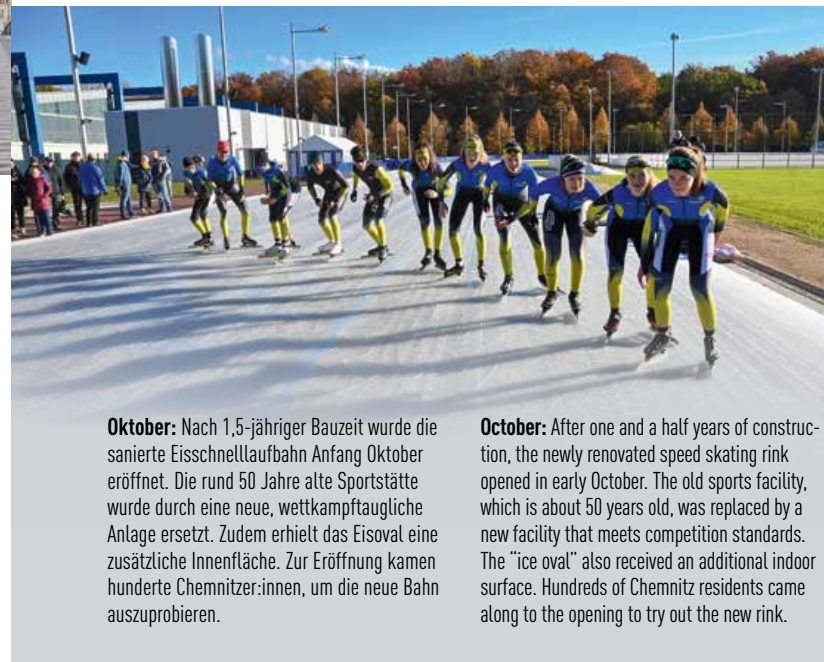 Oktober: Nach 1,5-jähriger Bauzeit wurde die
sanierte Eisschnelllaufbahn Anfang Oktober
eröffnet. Die rund 50 Jahre alte Sportstätte
wurde durch eine neue, wettkampftaugliche
Anlage ersetzt. Zudem erhielt das Eisoval eine
zusätzliche Innenfläche. Zur Eröffnung kamen
hunderte Chemnitzer:innen, um die neue Bahn
auszuprobieren.
October: After one and a half years of construc-
tion, the newly renovated speed skating rink
opened in early October. The old sports facility,
which is about 50 years old, was replaced by a
new facility that meets competition standards.
The “ice oval” also received an additional indoor
surface. Hundreds of Chemnitz residents came
along to the opening to try out the new rink.